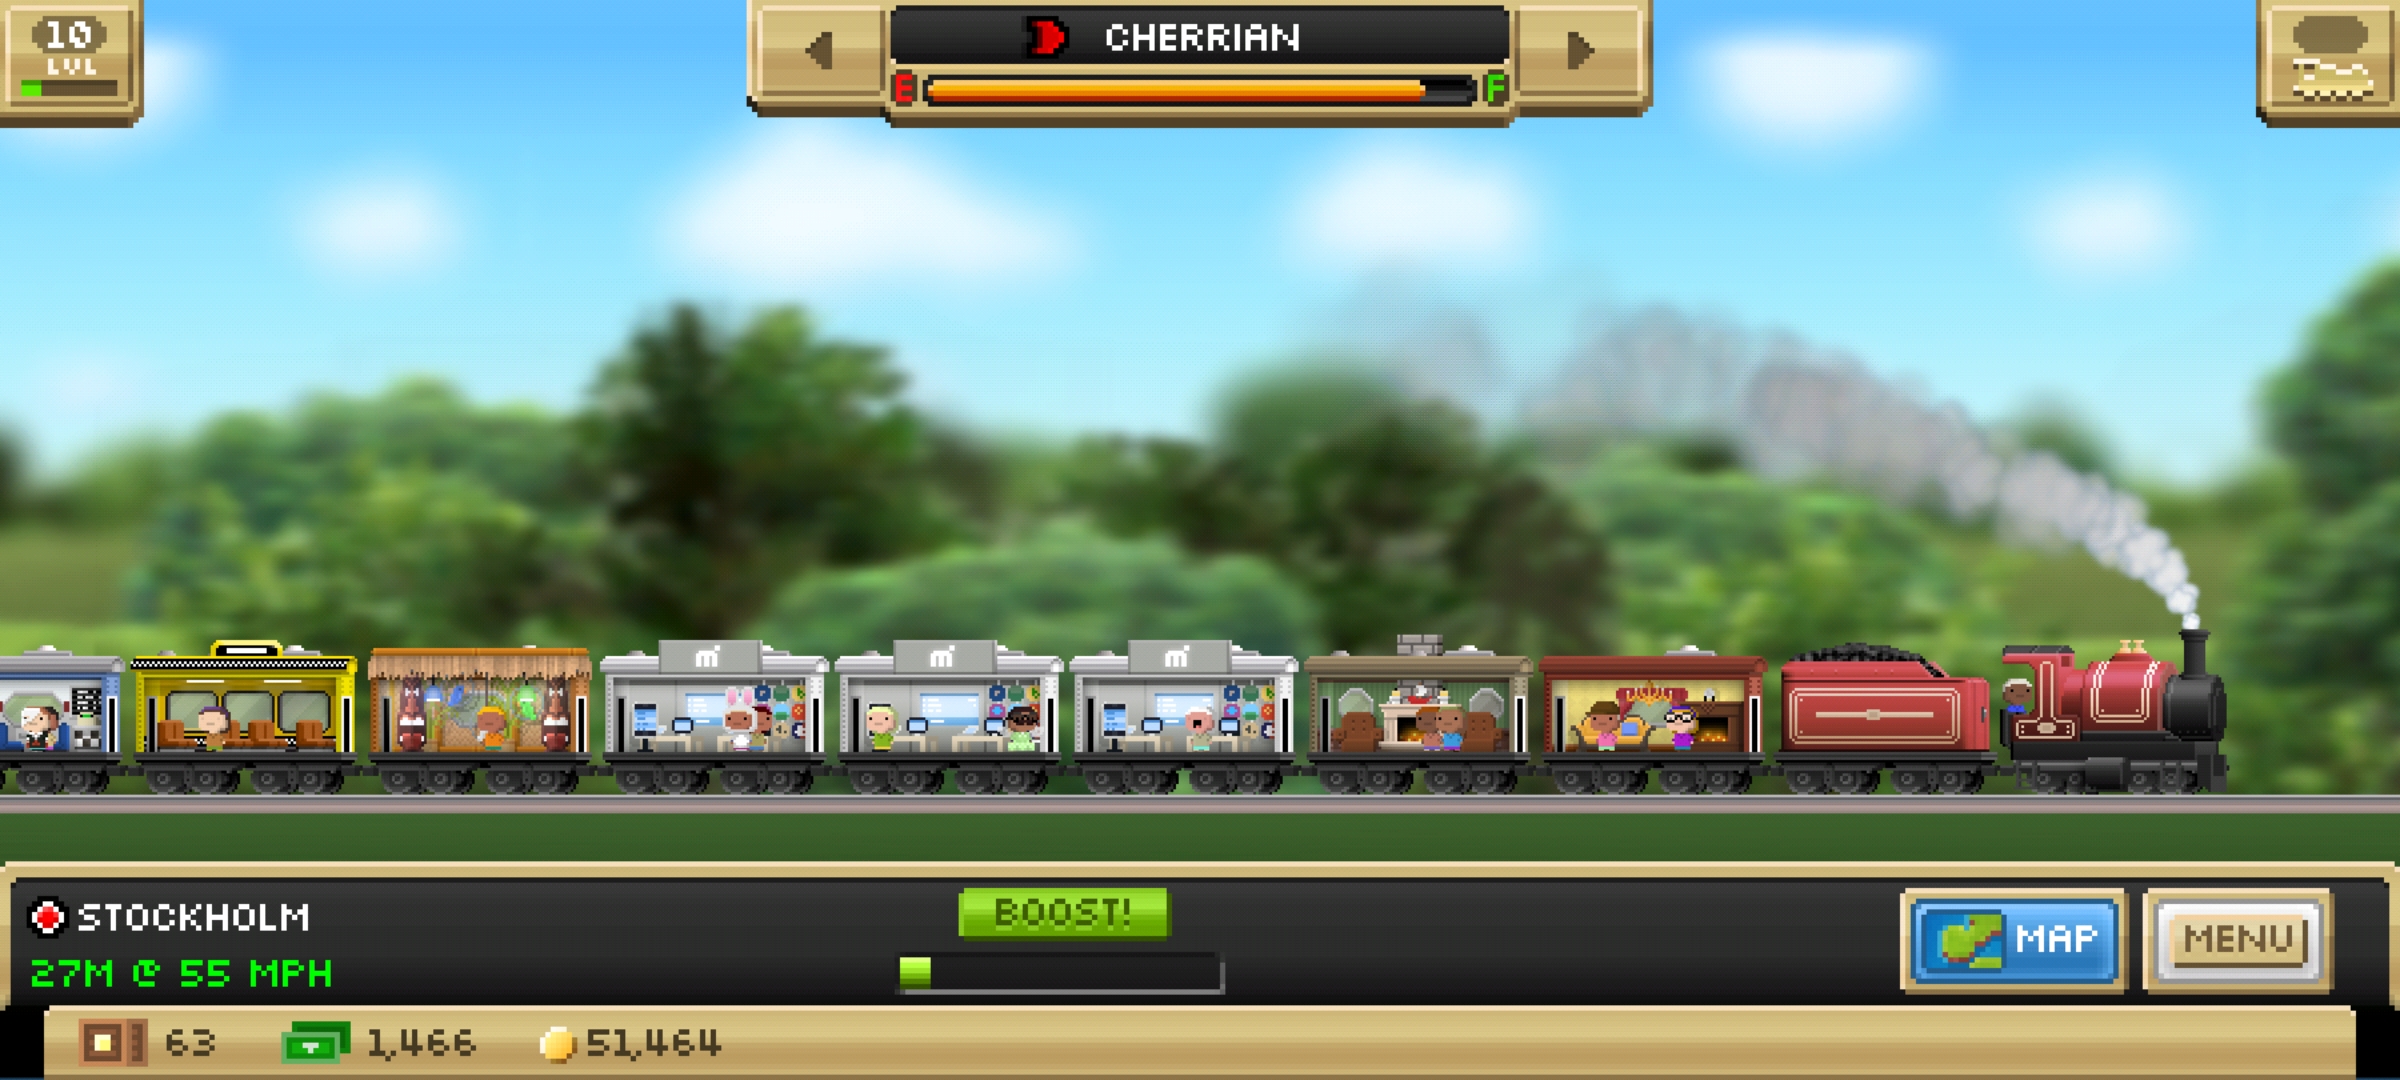 10
LVL
CHERRIAN
E F
m m m
STOCKHOLM
27M @ 55 MPH
BOOST!
MAP
MENU
63 1,466 51,464